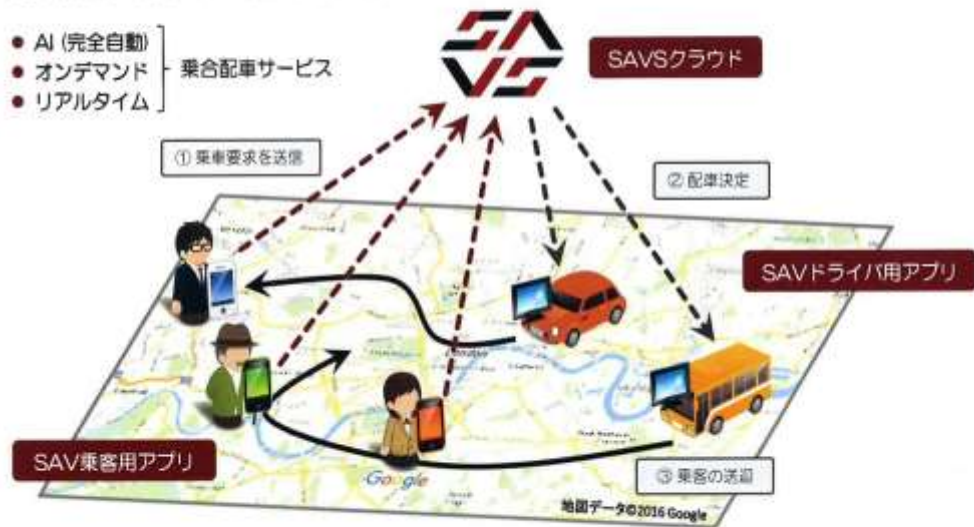 AI (完全自動)
オンデマンド
リアルタイム
乗合配車サービス
SAVS
SAVSクラウド
① 乗車要求を送信
② 配車決定
SAVドライバ用アプリ
SAV乗客用アプリ
③ 乗客の送迎
Google
地図データ©2016 Google